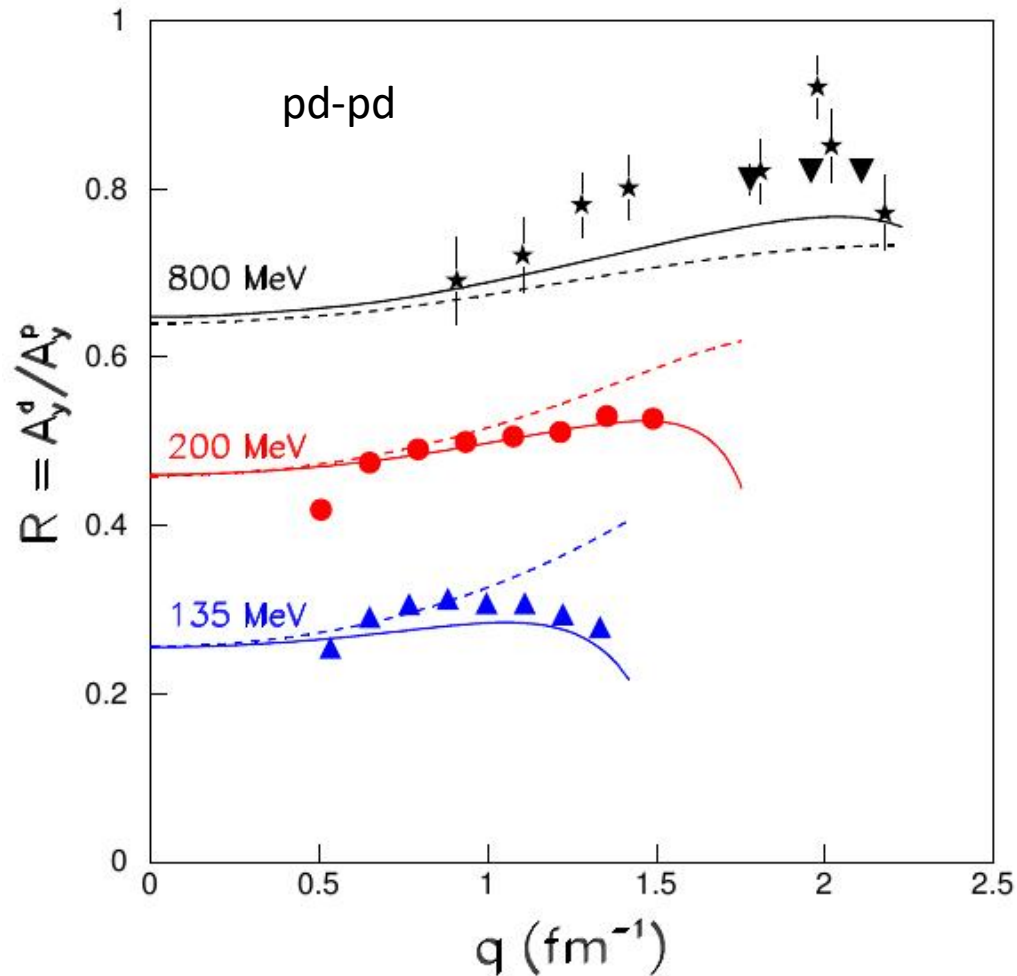 pd-pd
1
0.8
0.6
0.4
0.2
0
800 MeV
200 MeV
135 MeV
0 0.5 1 1.5 2 2.5
q (fm⁻¹)
R = A_y^d/A_y^p